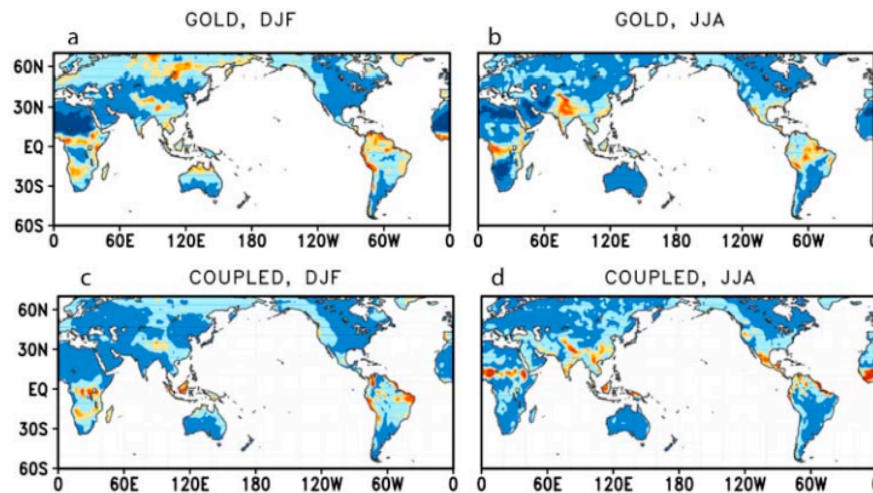 GOLD, DJF
GOLD, JJA
a
b
60N
30N
EQ
30S
60S
0 60E 120E 180 120W 60W 0
60N
30N
EQ
30S
60S
0 60E 120E 180 120W 60W 0
COUPLED, DJF
COUPLED, JJA
c
d
60N
30N
EQ
30S
60S
0 60E 120E 180 120W 60W 0
60N
30N
EQ
30S
60S
0 60E 120E 180 120W 60W 0